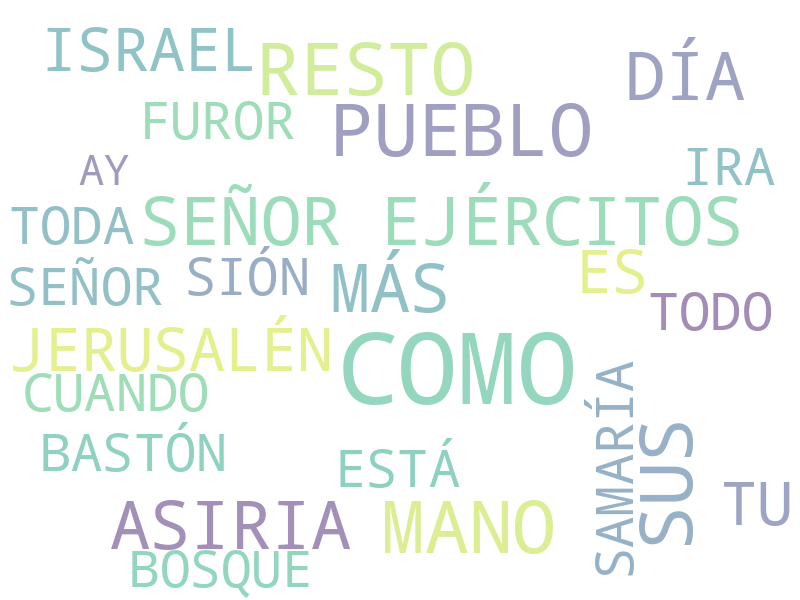 ISRAEL
RESTO
DÍA
FUROR
PUEBLO
AY
IRA
TODA
SEÑOR EJÉRCITOS
SEÑOR
SIÓN
MÁS
ES
TODO
JERUSALÉN
COMO
CUANDO
SAMARÍA
SUS
BASTÓN
ESTÁ
TU
ASIRIA
MANO
BOSQUE